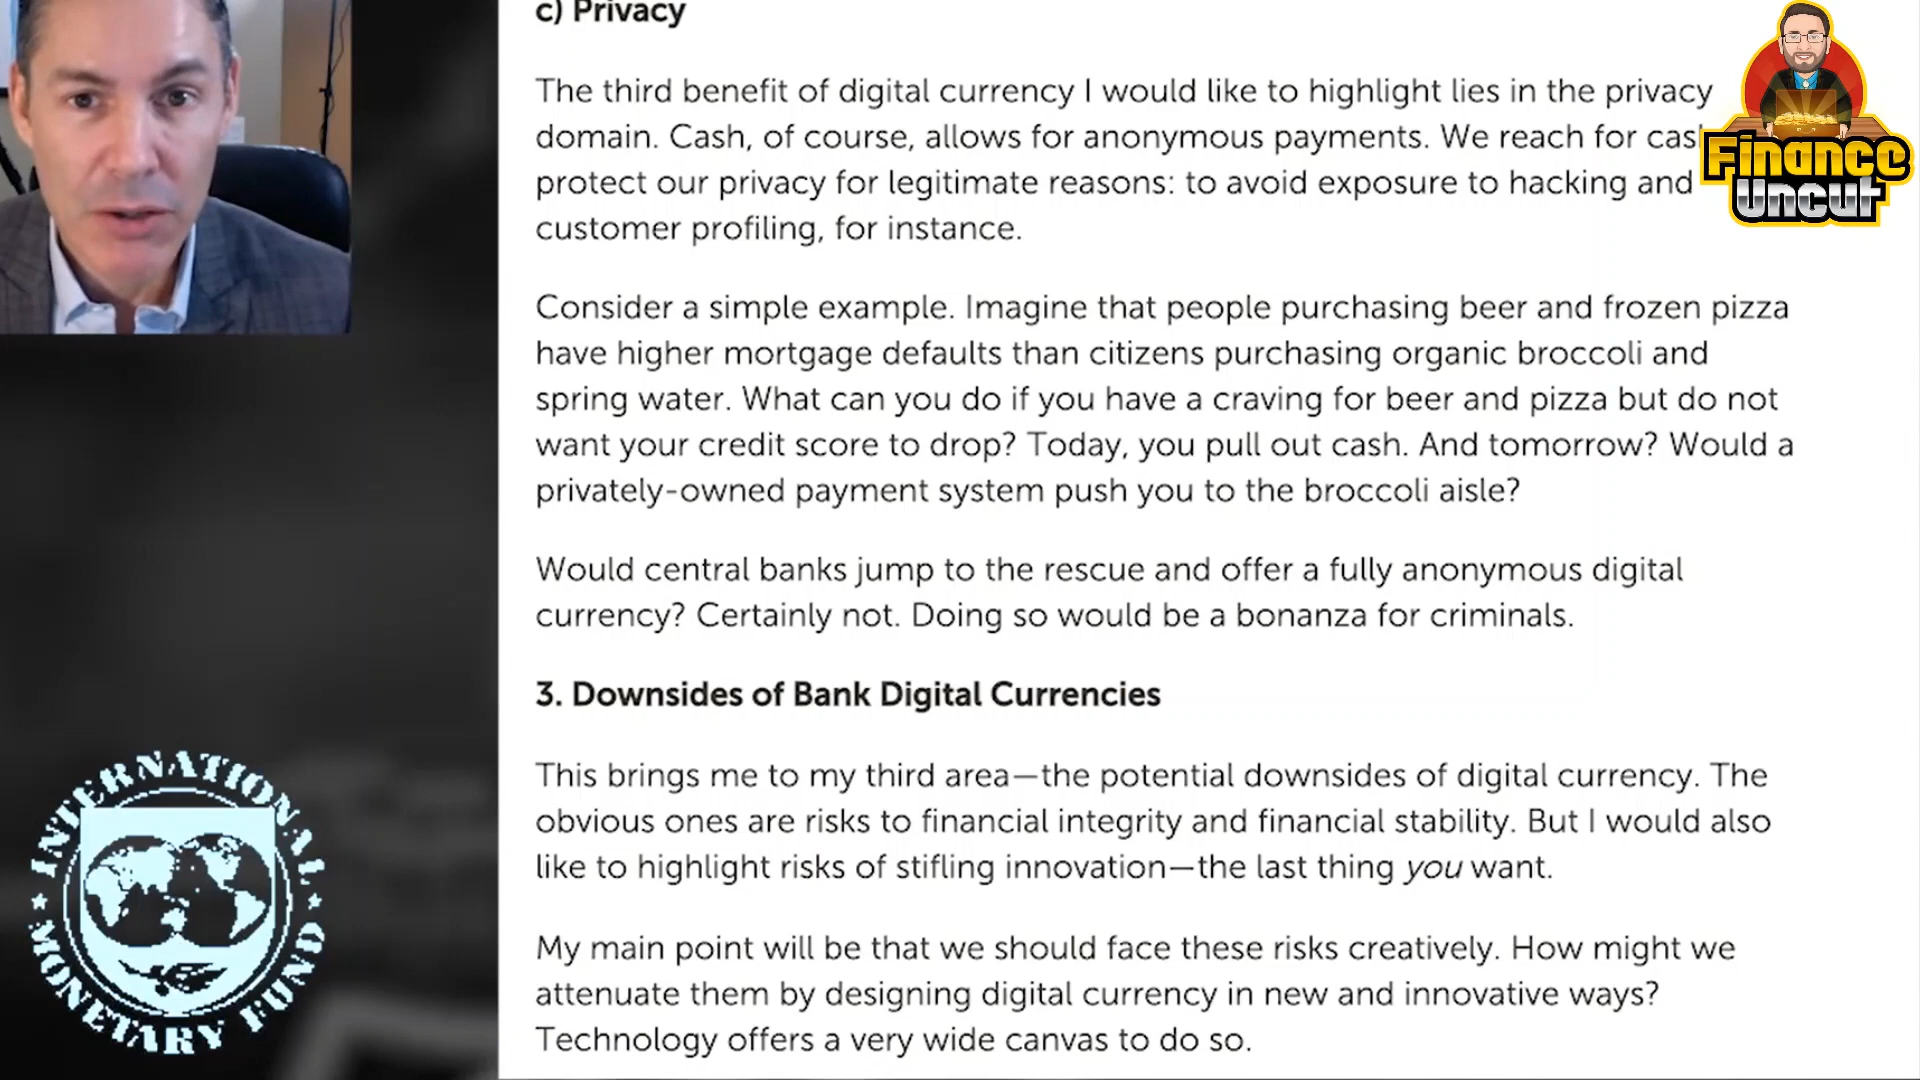 c) Privacy
The third benefit of digital currency I would like to highlight lies in the privacy
domain. Cash, of course, allows for anonymous payments. We reach for
protect our privacy for legitimate reasons: to avoid exposure to hacking and
customer profiling, for instance.
Consider a simple example. Imagine that people purchasing beer and frozen pizza
have higher mortgage defaults than citizens purchasing organic broccoli and
spring water. What can you do if you have a craving for beer and pizza but do not
want your credit score to drop? Today, you pull out cash. And tomorrow? Would a
privately-owned payment system push you to the broccoli aisle?
Would central banks jump to the rescue and offer a fully anonymous digital
currency? Certainly not. Doing so would be a bonanza for criminals.
3. Downsides of Bank Digital Currencies
This brings me to my third area—the potential downsides of digital currency. The
obvious ones are risks to financial integrity and financial stability. But I would also
like to highlight risks of stifling innovation—the last thing you want.
My main point will be that we should face these risks creatively. How might we
attenuate them by designing digital currency in new and innovative ways?
Technology offers a very wide canvas to do so.
Finance
Uncut
INTERNATIONAL
MONETARY FUND